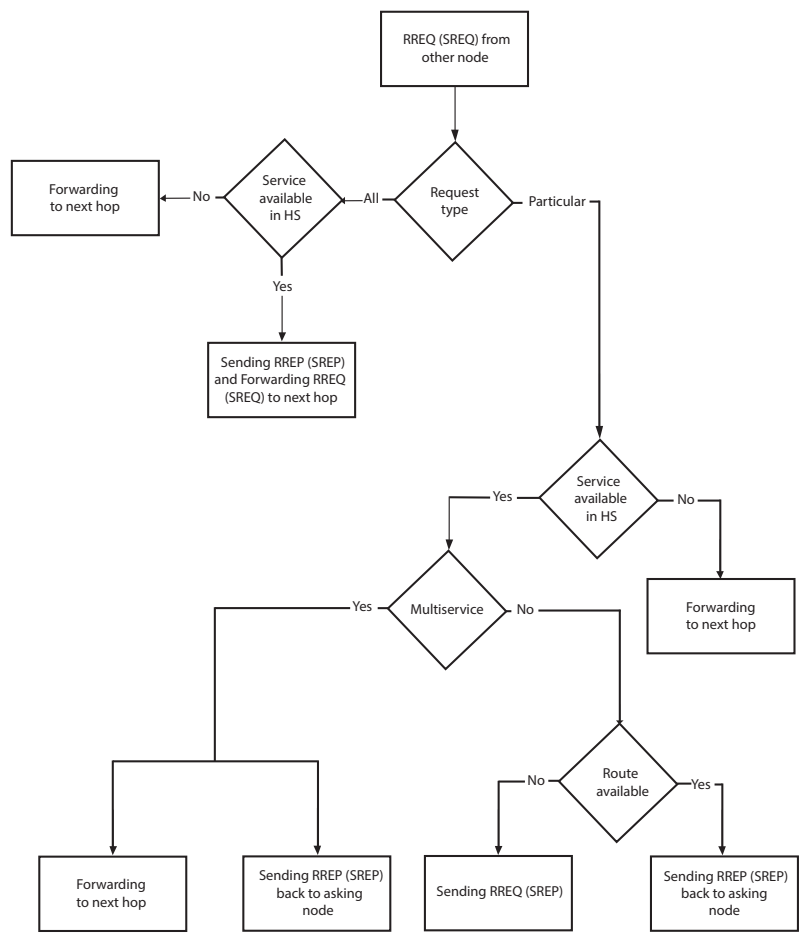 RREQ (SREQ) from
other node
Request
type
All
Particular
Service
available
in HS
No
Forwarding
to next hop
Yes
Sending RREP (SREP)
and Forwarding RREQ
(SREQ) to next hop
Service
available
in HS
Yes
No
Forwarding
to next hop
Multiservice
Yes
No
Route
available
No
Yes
Forwarding
to next hop
Sending RREP (SREP)
back to asking
node
Sending RREQ (SREP)
Sending RREP (SREP)
back to asking
node